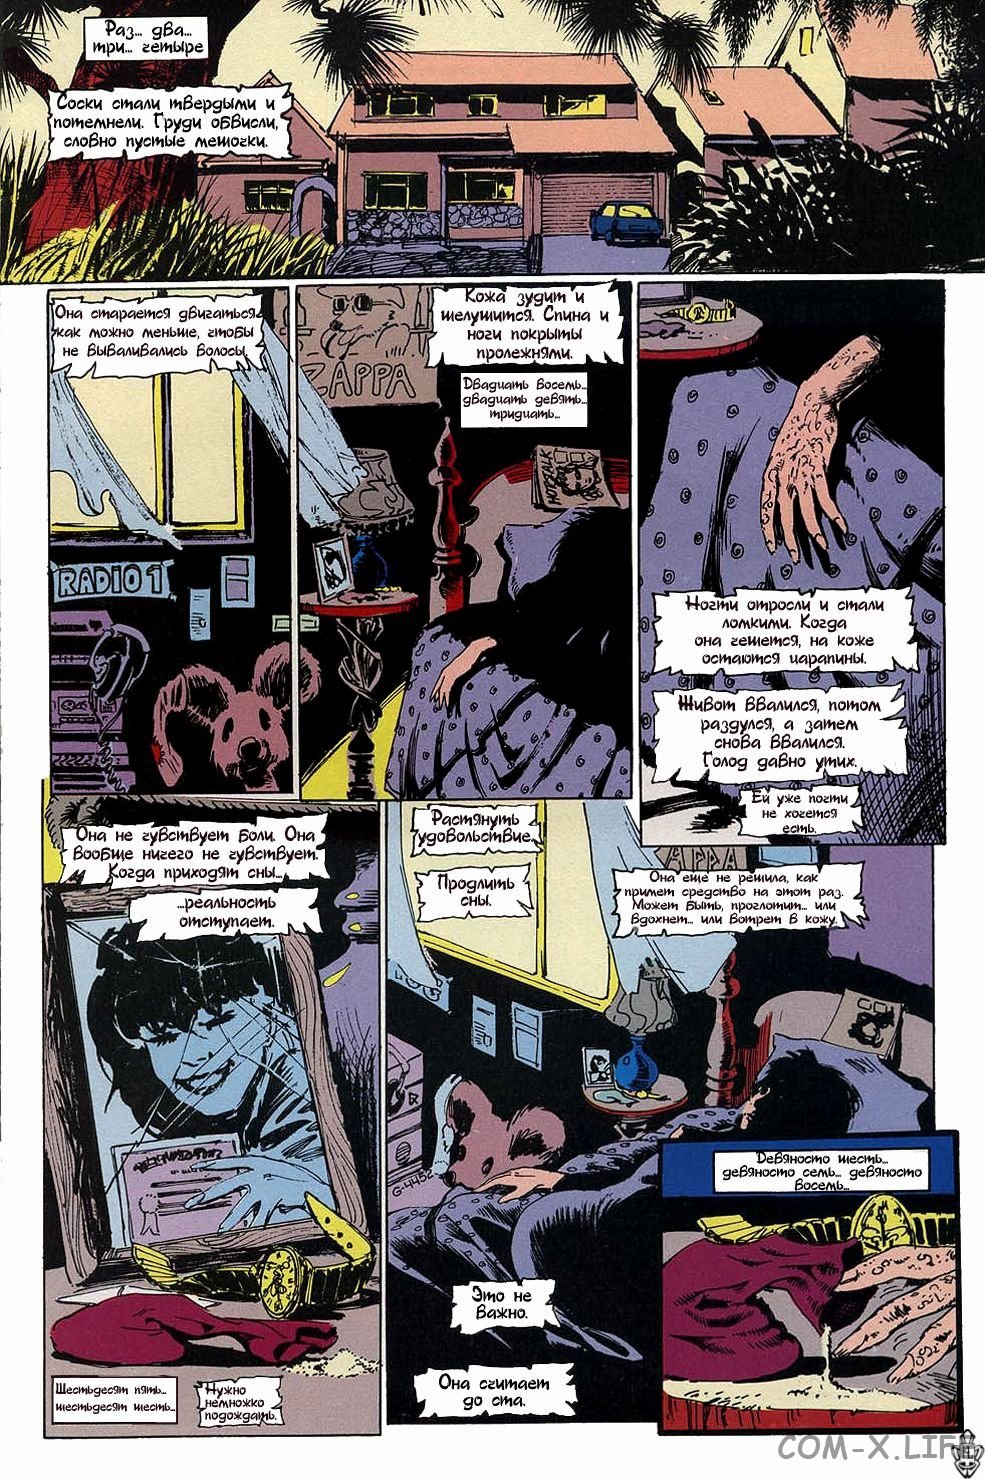 Раз... два...
три... четыре
Соски стали твердыми и
потемнели. Груди обвисли,
словно пустые мешочки.
Она старается двигаться
как можно меньше, чтобы
не вываливались волосы.
RADIO 1
ZAPPA
Кожа зудит и
шелушится. Спина и
ноги покрыты
пролежнями.
Двадцать восемь...
двадцать девять...
тридцать...
Ногти отросли и стали
ломкими. Когда
она чешется, на коже
остаются царапины.
Живот ввалился, потом
раздулся, а затем
снова ввалился.
Голод давно утих.
Ей уже почти
не хочется
есть.
Она не чувствует боли. Она
вообще ничего не чувствует.
Когда приходят сны...
...реальность
отступает.
Шестьдесят пять...
шестьдесят шесть...
Нужно
немножко
подождать.
Растянуть
удовольствие.
Продлить
сны.
APPA
Она еще не решила, как
примет средство на этот раз.
Может быть, проглотит... или
вдохнет... или вотрет в кожу.
Это не
важно.
Она считает
до ста.
Девяносто шесть...
девяносто семь... девяносто
восемь...
COM-X.LIFE